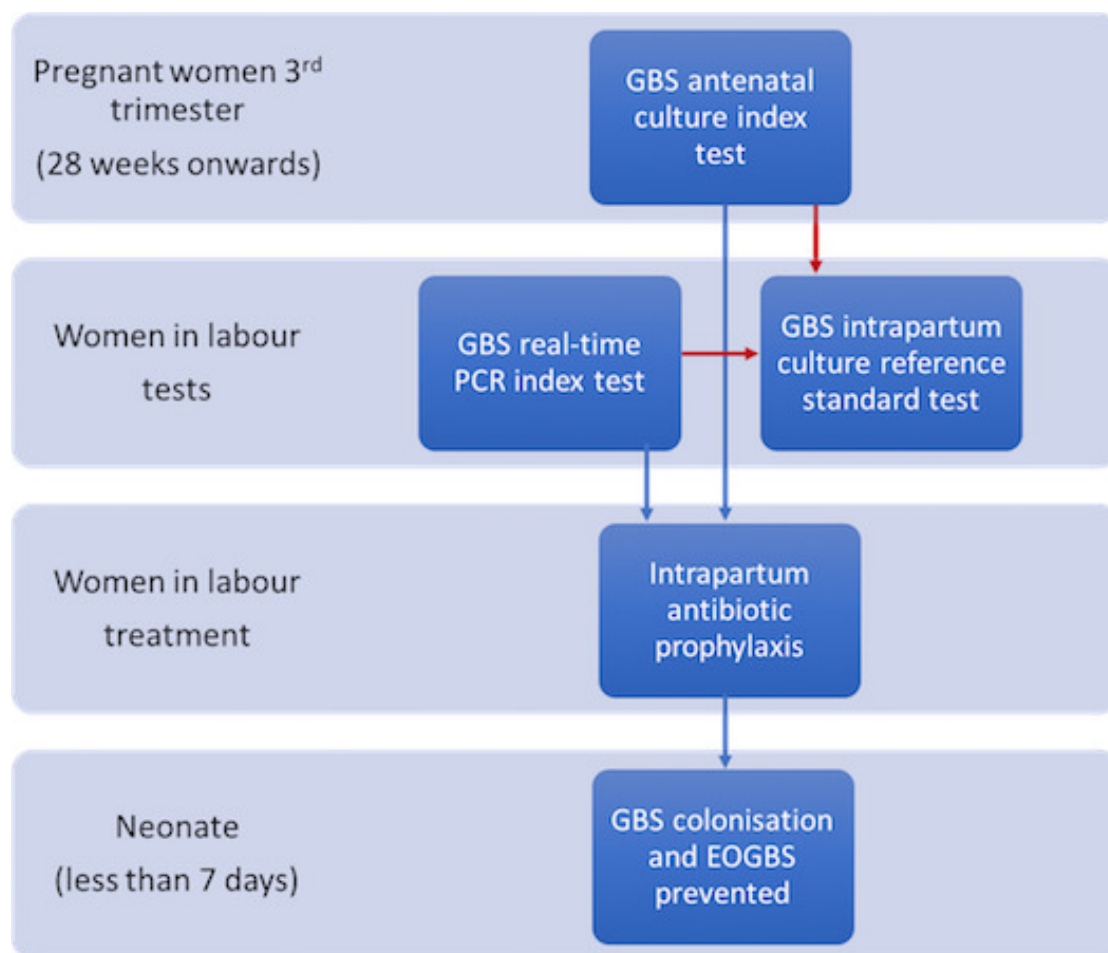 Pregnant women 3rd
trimester
(28 weeks onwards)
GBS antenatal
culture index
test
Women in labour
tests
GBS real-time
PCR index test
GBS intrapartum
culture reference
standard test
Women in labour
treatment
Intrapartum
antibiotic
prophylaxis
Neonate
(less than 7 days)
GBS colonisation
and EOGBS
prevented